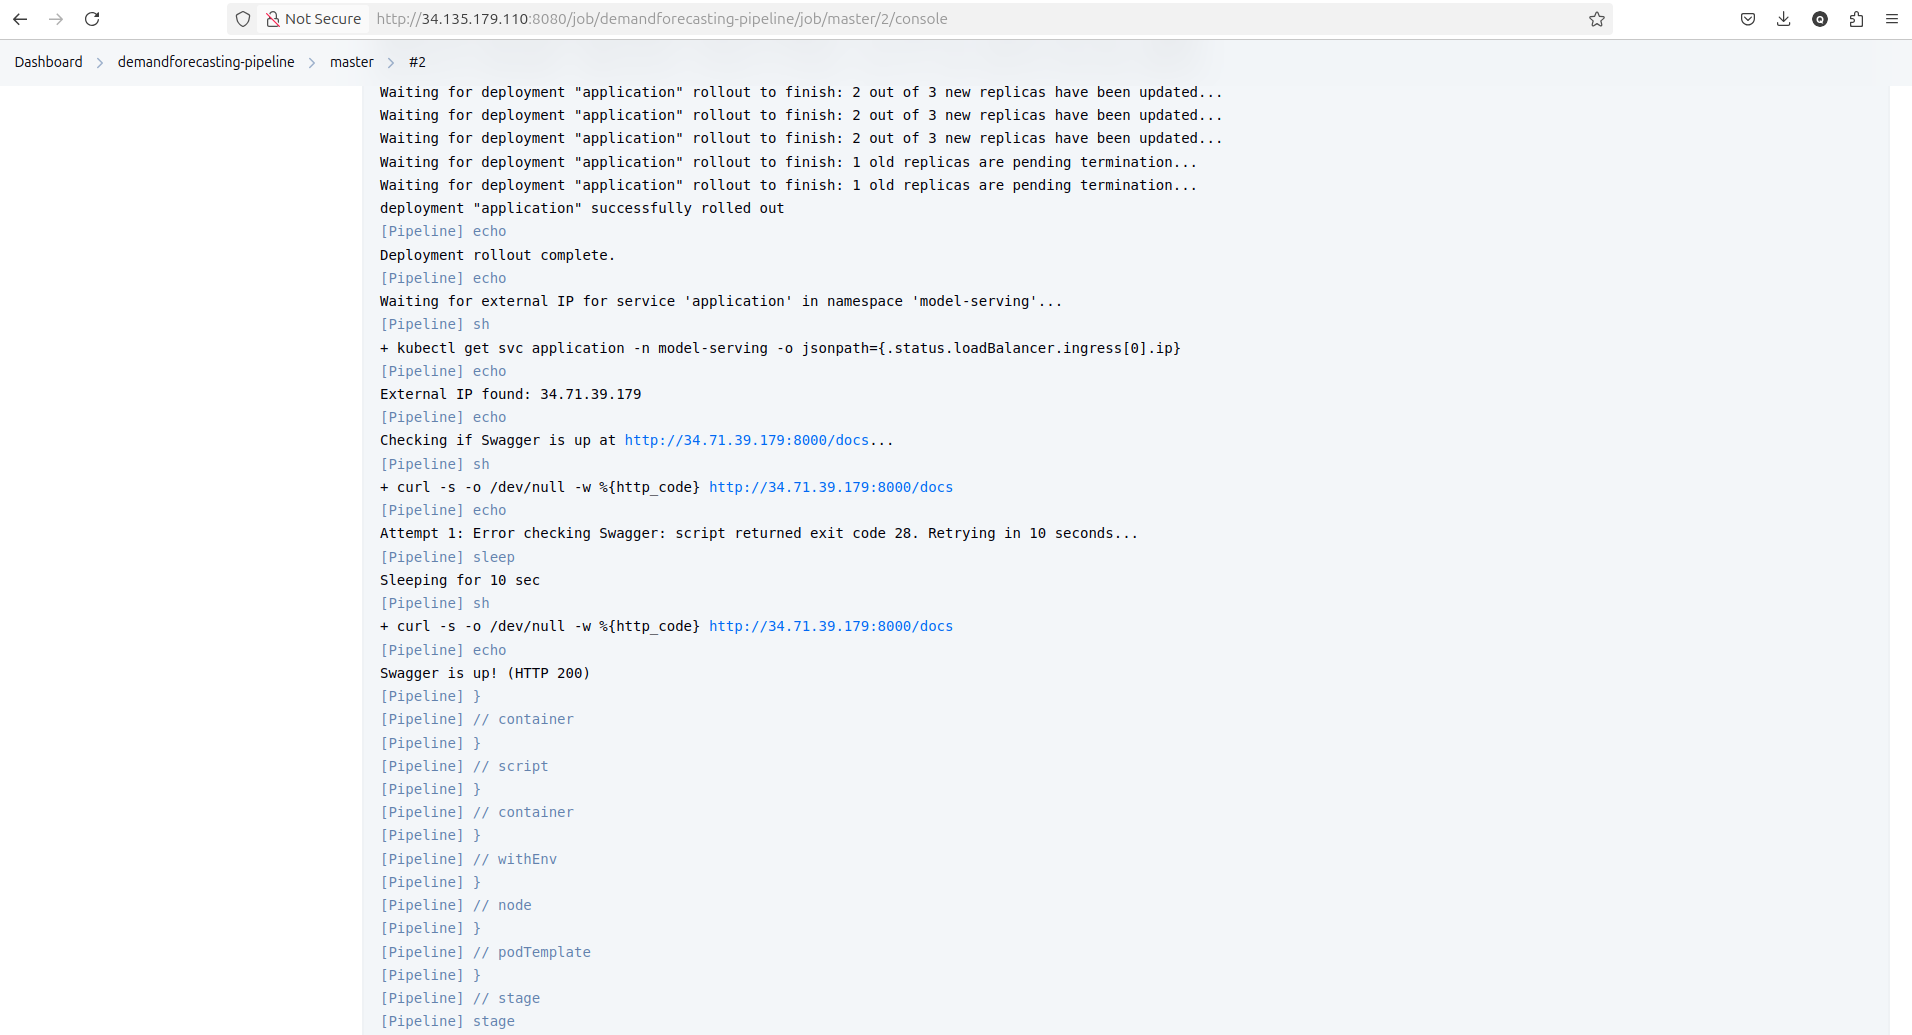 Not Secure http://34.135.179.110:8080/job/demandforecasting-pipeline/job/master/2/console
Dashboard demandforecasting-pipeline master #2
Waiting for deployment "application" rollout to finish: 2 out of 3 new replicas have been updated...
Waiting for deployment "application" rollout to finish: 2 out of 3 new replicas have been updated...
Waiting for deployment "application" rollout to finish: 2 out of 3 new replicas have been updated...
Waiting for deployment "application" rollout to finish: 1 old replicas are pending termination...
Waiting for deployment "application" rollout to finish: 1 old replicas are pending termination...
deployment "application" successfully rolled out
[Pipeline] echo
Deployment rollout complete.
[Pipeline] echo
Waiting for external IP for service 'application' in namespace 'model-serving'...
[Pipeline] sh
+ kubectl get svc application -n model-serving -o jsonpath={.status.loadBalancer.ingress[0].ip}
[Pipeline] echo
External IP found: 34.71.39.179
[Pipeline] echo
Checking if Swagger is up at http://34.71.39.179:8000/docs...
[Pipeline] sh
+ curl -s -o /dev/null -w %{http_code} http://34.71.39.179:8000/docs
[Pipeline] echo
Attempt 1: Error checking Swagger: script returned exit code 28. Retrying in 10 seconds...
[Pipeline] sleep
Sleeping for 10 sec
[Pipeline] sh
+ curl -s -o /dev/null -w %{http_code} http://34.71.39.179:8000/docs
[Pipeline] echo
Swagger is up! (HTTP 200)
[Pipeline] }
[Pipeline] // container
[Pipeline] }
[Pipeline] // script
[Pipeline] }
[Pipeline] // container
[Pipeline] }
[Pipeline] // withEnv
[Pipeline] }
[Pipeline] // node
[Pipeline] }
[Pipeline] // podTemplate
[Pipeline] }
[Pipeline] // stage
[Pipeline] stage